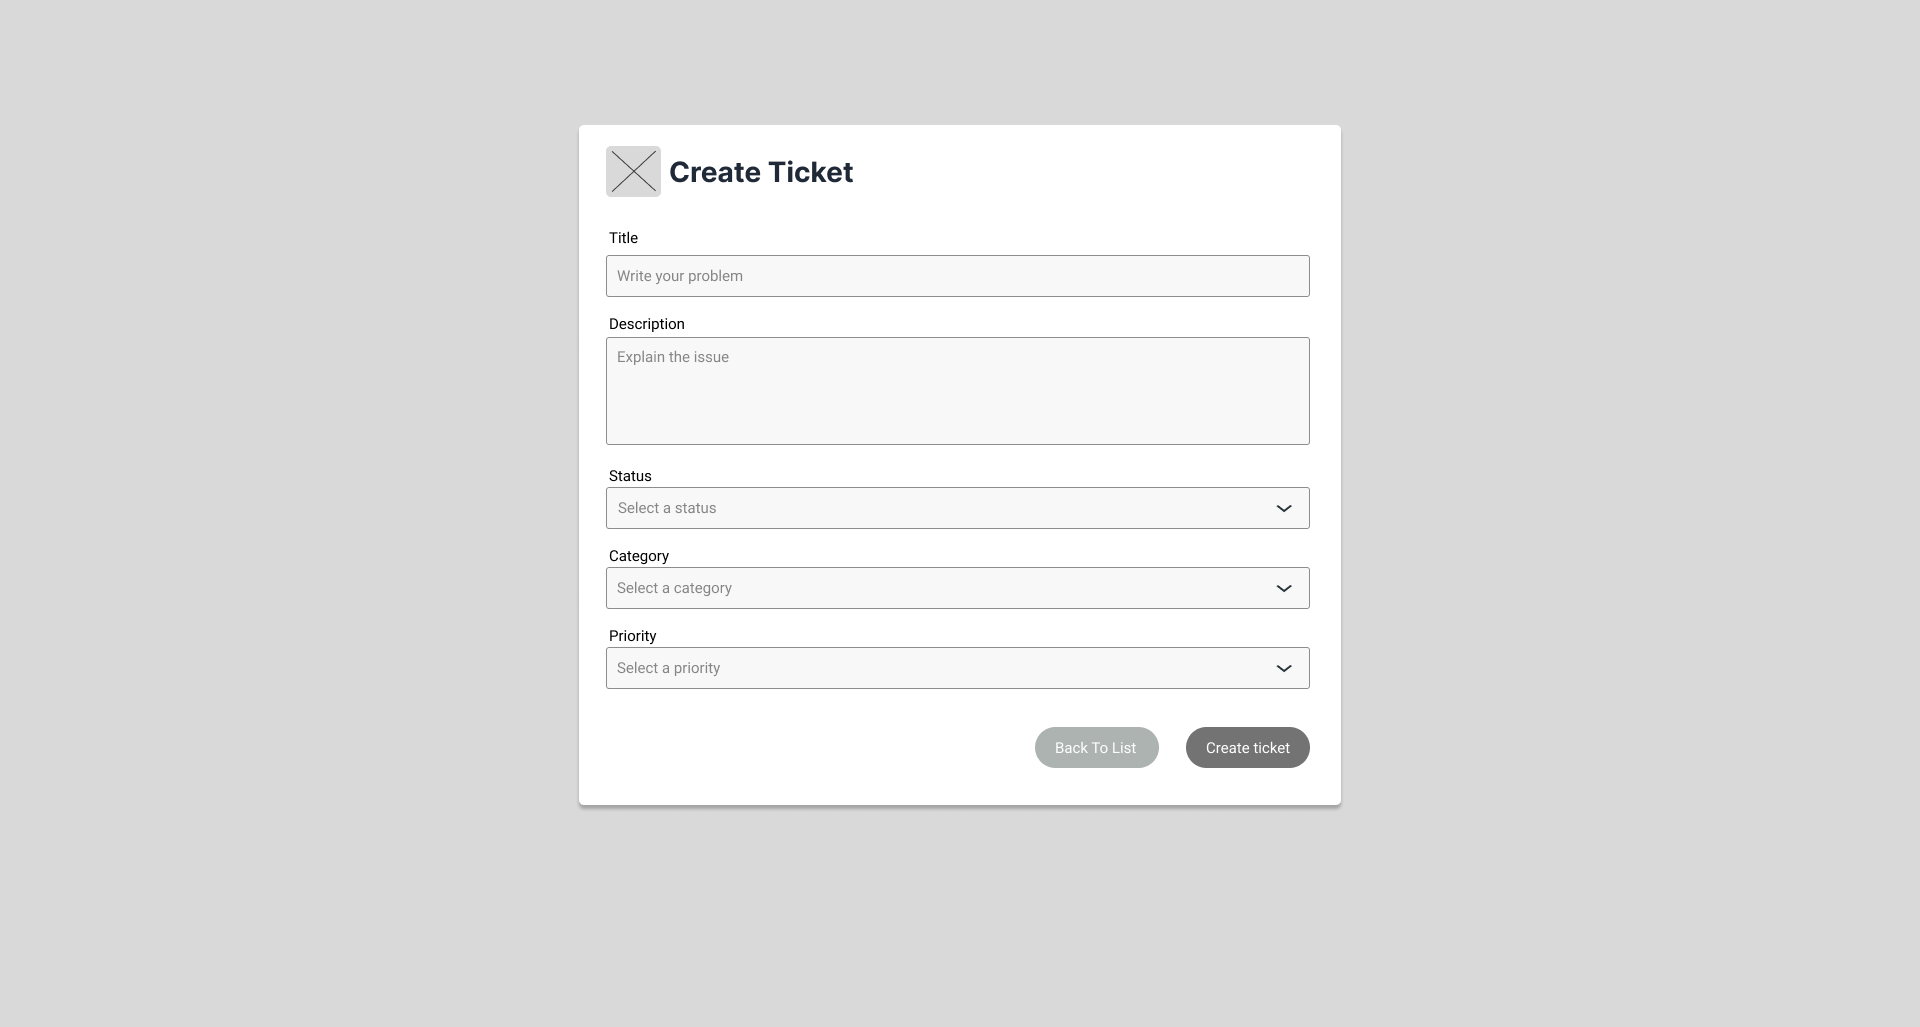 Create Ticket
Title
Write your problem
Description
Explain the issue
Status
Select a status
Category
Select a category
Priority
Select a priority
Back To List
Create ticket